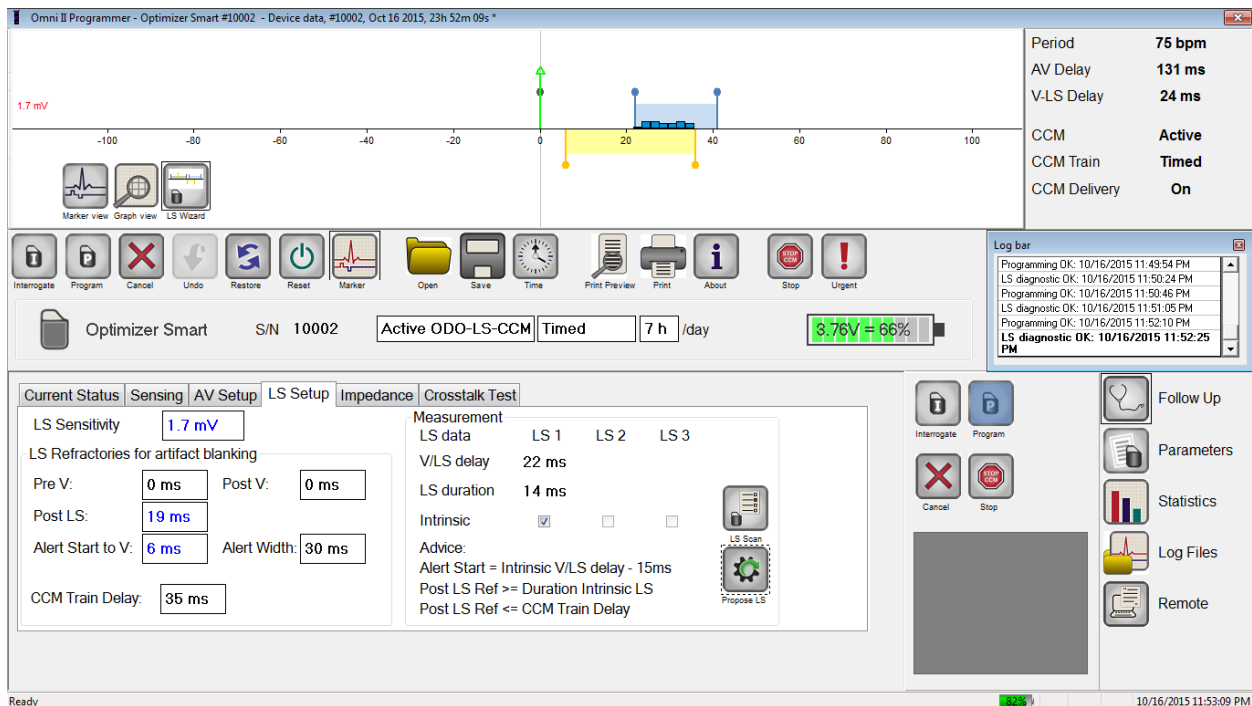 Omni II Programmer - Optimizer Smart #10002 - Device data, #10002, Oct 16 2015, 23h 52m 09s *
1.7 mV
-100 -80 -60 -40 -20 0 20 40 60 80 100
Marker view Graph view LS Wizard
Period 75 bpm
AV Delay 131 ms
V-LS Delay 24 ms
CCM Active
CCM Train Timed
CCM Delivery On
Interrogate Program Cancel Undo Restore Reset Marker Open Save Time Print Preview Print About Stop Urgent
STOP CCM
Log bar
Programming OK: 10/16/2015 11:49:54 PM
LS diagnostic OK: 10/16/2015 11:50:24 PM
Programming OK: 10/16/2015 11:50:46 PM
LS diagnostic OK: 10/16/2015 11:51:05 PM
Programming OK: 10/16/2015 11:52:10 PM
LS diagnostic OK: 10/16/2015 11:52:25
PM
Optimizer Smart S/N 10002 Active ODO-LS-CCM Timed 7 h /day 3.76V = 66%
Current Status Sensing AV Setup LS Setup Impedance Crosstalk Test
LS Sensitivity 1.7 mV
LS Refractories for artifact blanking
Pre V: 0 ms Post V: 0 ms
Post LS: 19 ms
Alert Start to V: 6 ms Alert Width: 30 ms
CCM Train Delay: 35 ms
Measurement
LS data LS 1 LS 2 LS 3
V/LS delay 22 ms
LS duration 14 ms
Intrinsic
Advice:
Alert Start = Intrinsic V/LS delay - 15ms
Post LS Ref >= Duration Intrinsic LS
Post LS Ref <= CCM Train Delay
LS Scan
Propose LS
Interrogate Program
STOP CCM
Cancel Stop
Follow Up
Parameters
Statistics
Log Files
Remote
Ready 82% 10/16/2015 11:53:09 PM